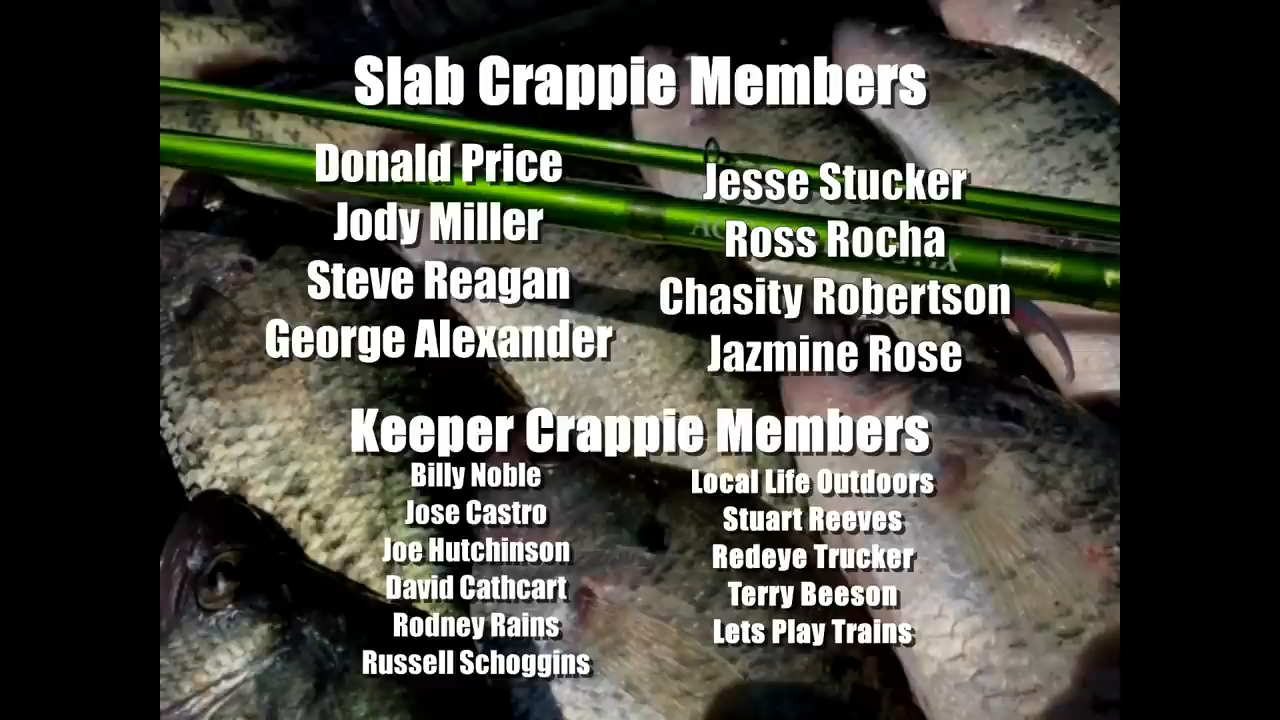 Slab Crappie Members
Donald Price
Jody Miller
Steve Reagan
George Alexander
Jesse Stucker
Ross Rocha
Chasity Robertson
Jazmine Rose
Keeper Crappie Members
Billy Noble
Jose Castro
Joe Hutchinson
David Cathcart
Rodney Rains
Russell Schoggins
Local Life Outdoors
Stuart Reeves
Redeye Trucker
Terry Beeson
Lets Play Trains